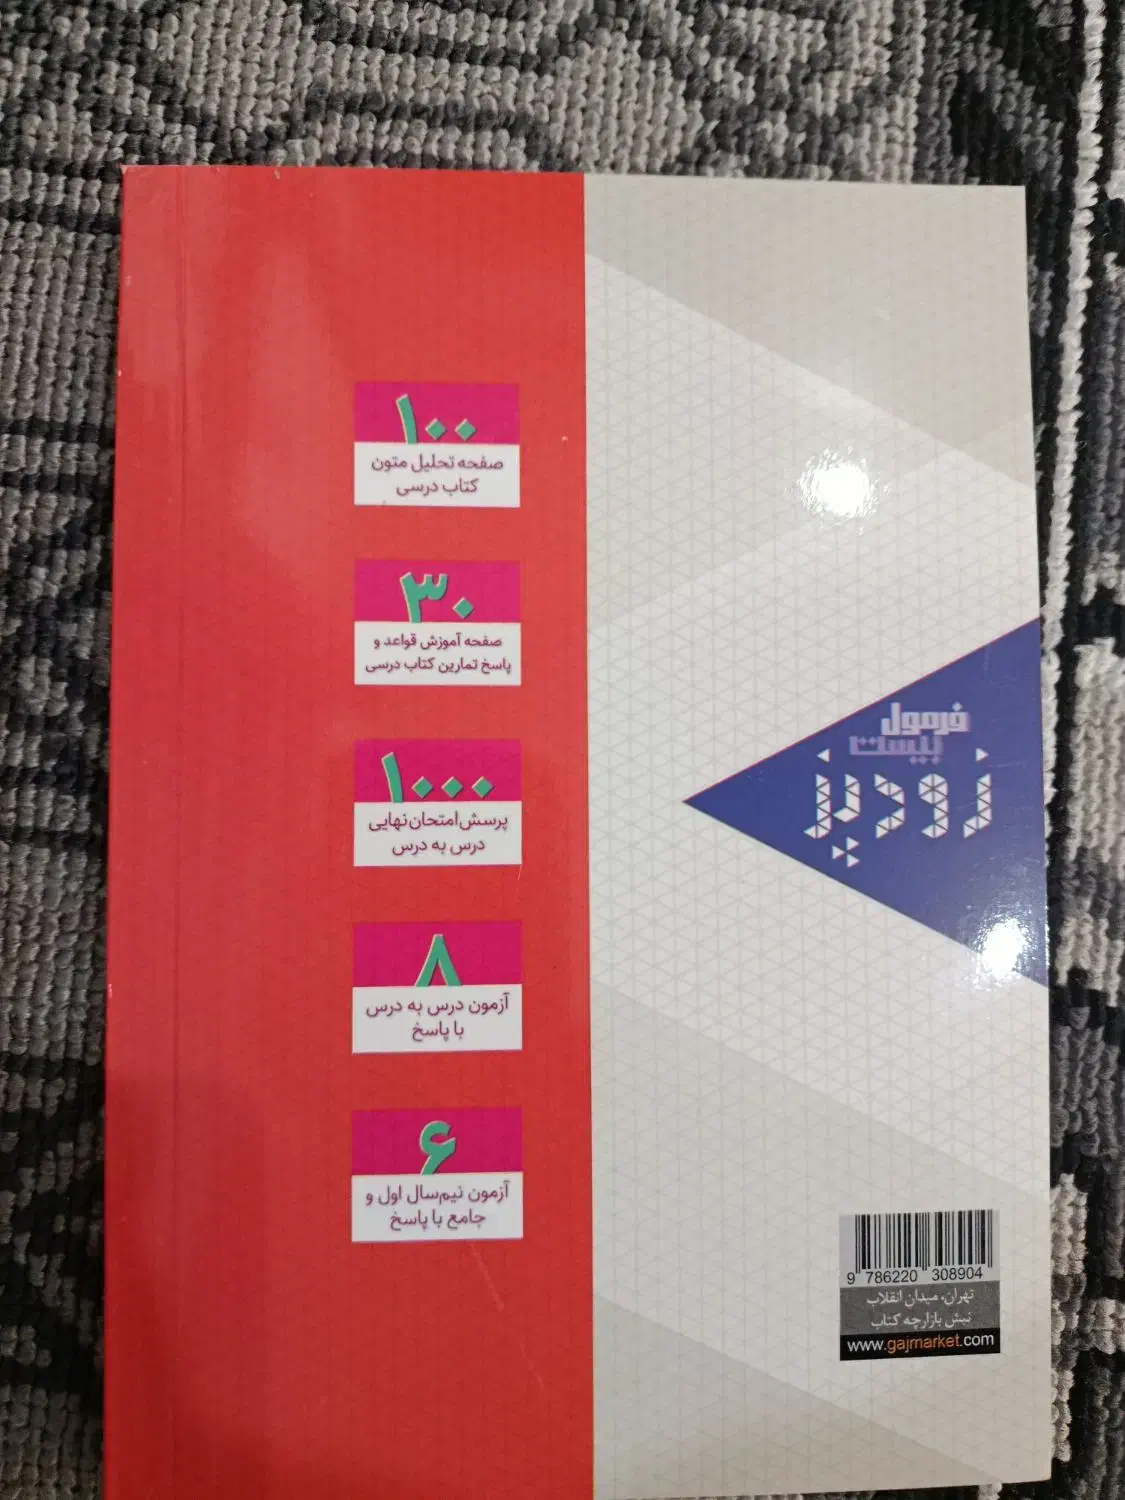 ۱۰۰
صفحه تحلیل متون
کتاب درسی
۳۰
صفحه آموزش قواعد و
پاسخ تمارین کتاب درسی
۱۰۰۰
پرسش امتحان نهایی
درس به درس
۸
آزمون درس به درس
با پاسخ
۶
آزمون نیم‌سال اول و
جامع با پاسخ
فرمول
بیست
زودپز
9 786220 308904
تهران، میدان انقلاب
نبش بازارچه کتاب
www.gajmarket.com